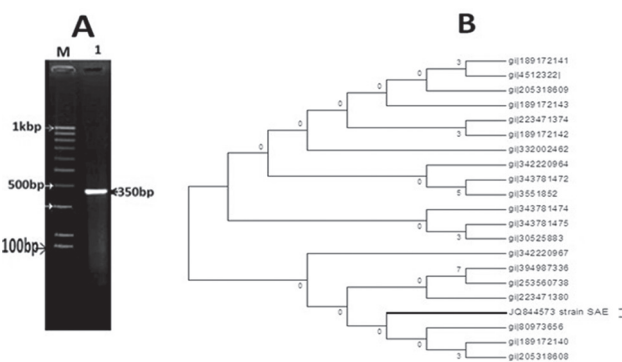 A
B
M 1
1kbp
500bp
350bp
100bp
gi|189172141
gi|4512322|
gi|205318609
gi|189172143
gi|223471374
gi|189172142
gi|332002462
gi|342220964
gi|343781472
gi|3551852
gi|343781474
gi|343781475
gi|30525883
gi|342220967
gi|394987336
gi|253560738
gi|223471380
JQ844573 strain SAE
gi|80973656
gi|189172140
gi|205318608
3
0
0
0
0
3
0
0
5
0
3
0
7
0
0
0
0
3